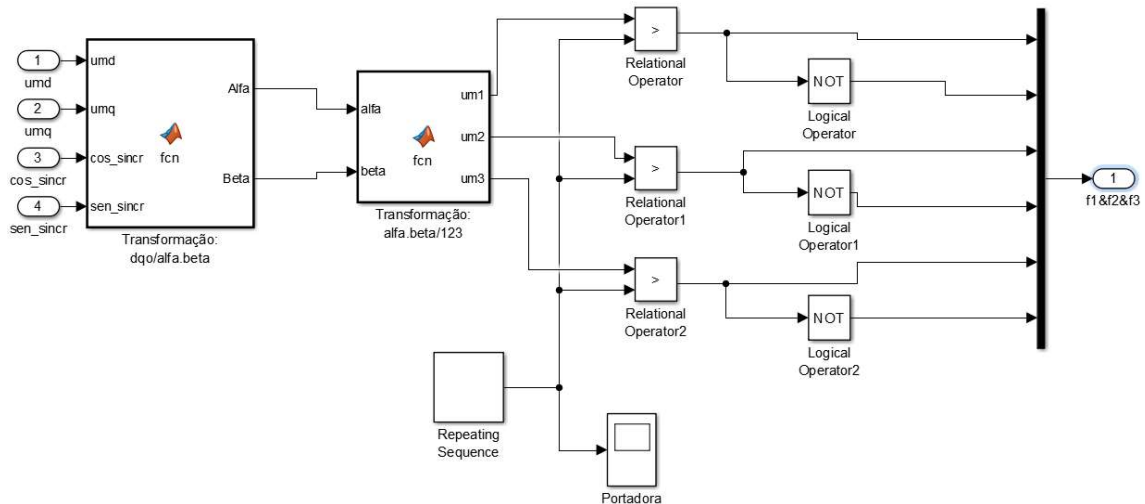 1
umd
2
umq
3
cos_sincr
4
sen_sincr
umd
umq
cos_sincr
sen_sincr
fcn
Alfa
Beta
Transformação:
dqo/alfa.beta
alfa
beta
fcn
um1
um2
um3
Transformação:
alfa.beta/123
>
Relational
Operator
NOT
Logical
Operator
>
Relational
Operator1
NOT
Logical
Operator1
>
Relational
Operator2
NOT
Logical
Operator2
Repeating
Sequence
Portadora
1
f1&f2&f3